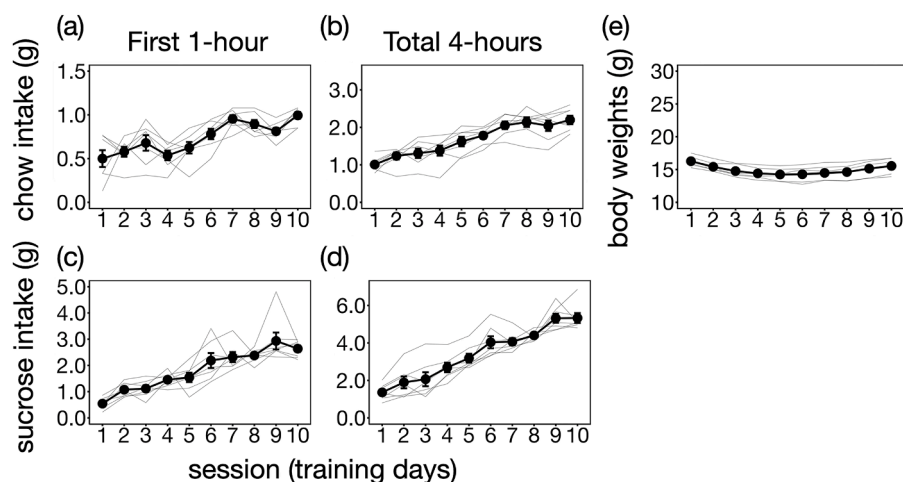 (a) First 1-hour (b) Total 4-hours (e)
chow intake (g)
1.5
1.0
0.5
0.0
1 2 3 4 5 6 7 8 9 10
3.0
2.0
1.0
0.0
1 2 3 4 5 6 7 8 9 10
body weights (g)
30
25
20
15
10
1 2 3 4 5 6 7 8 9 10
(c) (d)
sucrose intake (g)
5.0
4.0
3.0
2.0
1.0
0.0
1 2 3 4 5 6 7 8 9 10
6.0
4.0
2.0
0.0
1 2 3 4 5 6 7 8 9 10
session (training days)